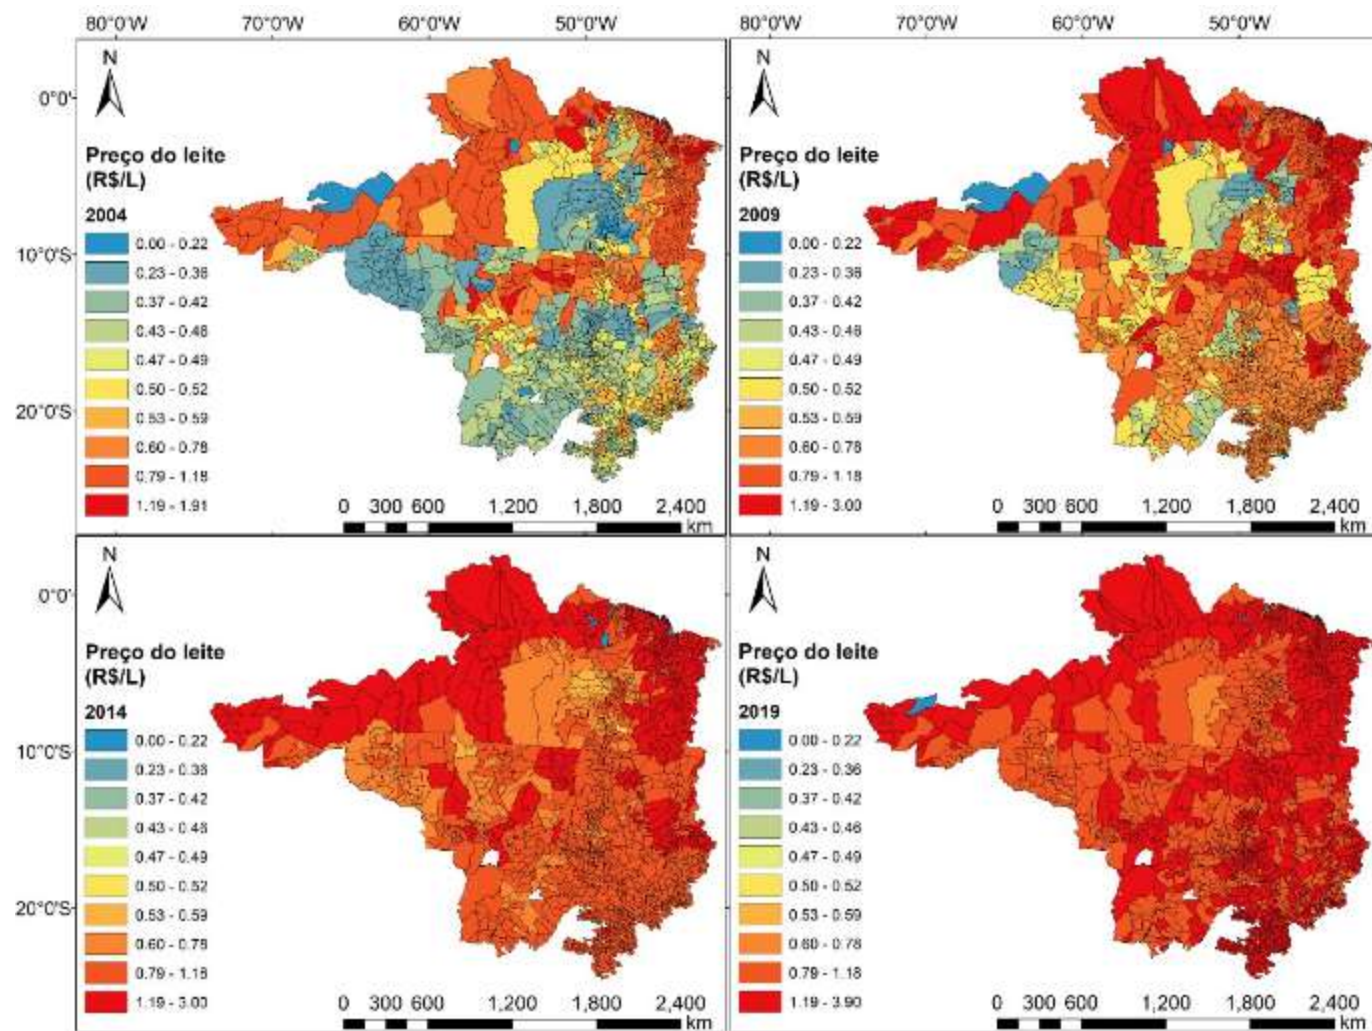 80°0'W 70°0'W 60°0'W 50°0'W
80°0'W 70°0'W 60°0'W 50°0'W
0°0'
10°0'S
20°0'S
N
Preço do leite
(R$/L)
2004
0.00 - 0.22
0.23 - 0.36
0.37 - 0.42
0.43 - 0.46
0.47 - 0.49
0.50 - 0.52
0.53 - 0.59
0.60 - 0.78
0.79 - 1.18
1.19 - 1.91
0 300 600 1,200 1,800 2,400
km
N
Preço do leite
(R$/L)
2009
0.00 - 0.22
0.23 - 0.36
0.37 - 0.42
0.43 - 0.46
0.47 - 0.49
0.50 - 0.52
0.53 - 0.59
0.60 - 0.78
0.79 - 1.18
1.19 - 3.00
0 300 600 1,200 1,800 2,400
km
0°0'
10°0'S
20°0'S
N
Preço do leite
(R$/L)
2014
0.00 - 0.22
0.23 - 0.36
0.37 - 0.42
0.43 - 0.46
0.47 - 0.49
0.50 - 0.52
0.53 - 0.59
0.60 - 0.78
0.79 - 1.18
1.19 - 3.00
0 300 600 1,200 1,800 2,400
km
N
Preço do leite
(R$/L)
2019
0.00 - 0.22
0.23 - 0.36
0.37 - 0.42
0.43 - 0.46
0.47 - 0.49
0.50 - 0.52
0.53 - 0.59
0.60 - 0.78
0.79 - 1.18
1.19 - 3.90
0 300 600 1,200 1,800 2,400
km